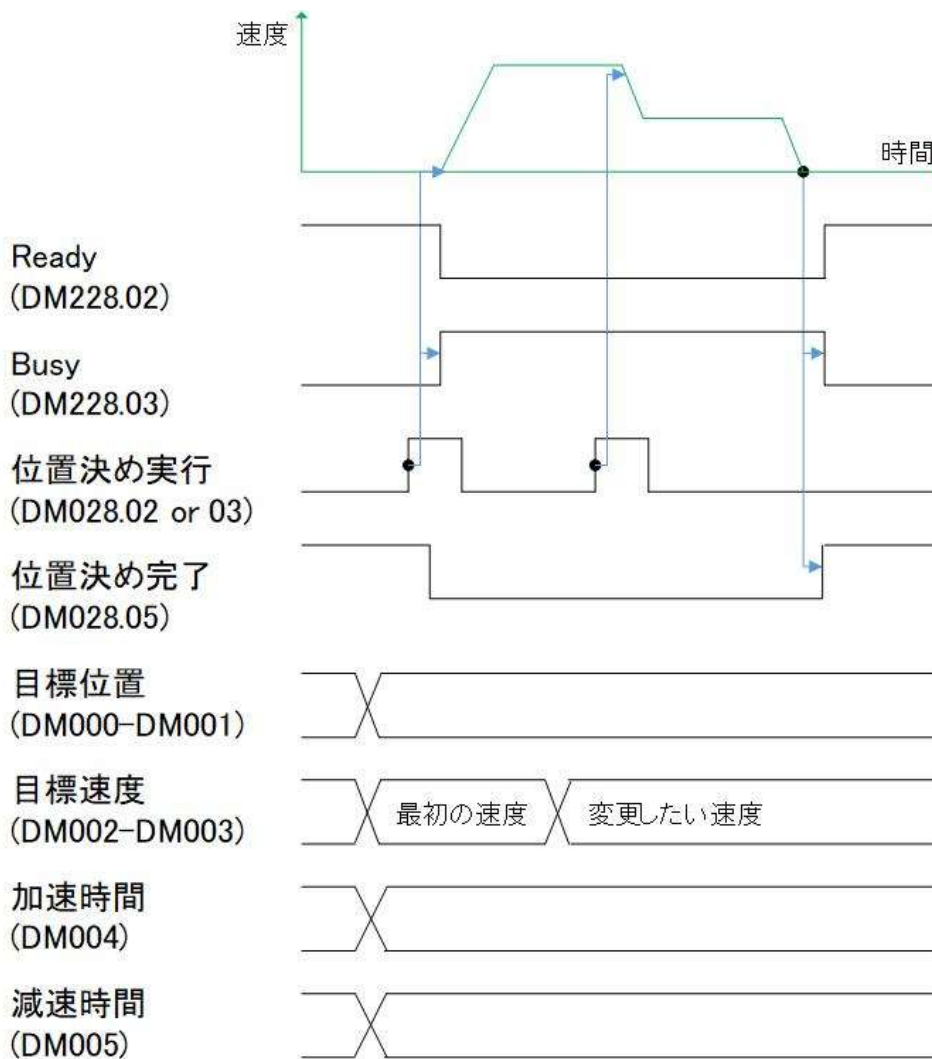 速度
時間
Ready
(DM228.02)
Busy
(DM228.03)
位置決め実行
(DM028.02 or 03)
位置決め完了
(DM028.05)
目標位置
(DM000-DM001)
目標速度
(DM002-DM003)
最初の速度
変更したい速度
加速時間
(DM004)
減速時間
(DM005)